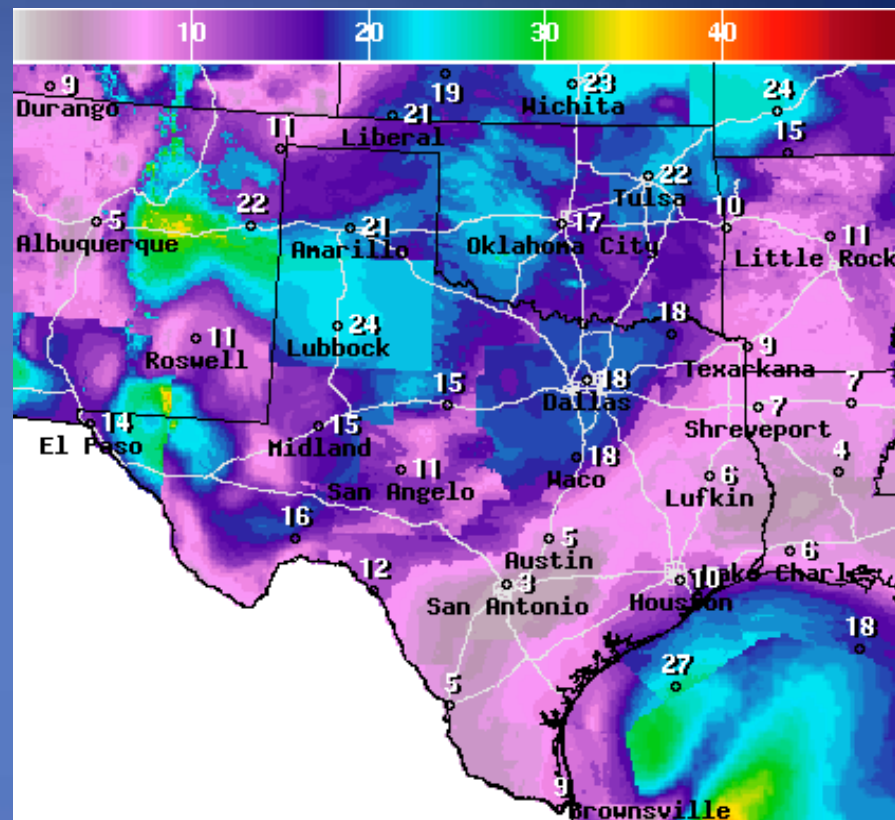 10 20 30 40
9
Durango
19
23
Wichita
24
21
Liberal
11
15
22
Tulsa
5
Albuquerque
22
21
Amarillo
17
Oklahoma City
10
11
Little Rock
11
Roswell
24
Lubbock
18
9
Texarkana
18
Dallas
15
7
Shreveport
7
14
El Paso
15
Midland
11
San Angelo
18
Waco
6
Lufkin
4
16
5
Austin
6
Lake Charl
12
3
San Antonio
10
Houston
18
27
5
9
Brownsville